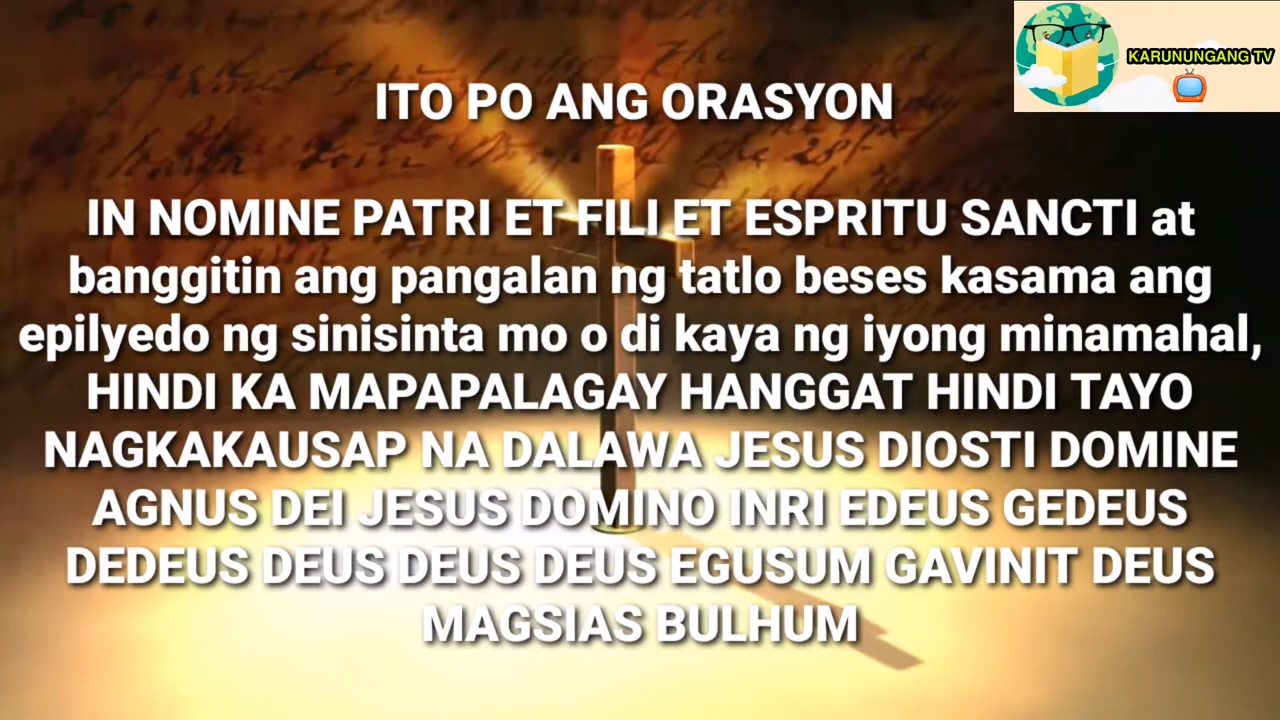 KARUNUNGANG TV
ITO PO ANG ORASYON
IN NOMINE PATRI ET FILI ET ESPRITU SANCTI at
banggitin ang pangalan ng tatlo beses kasama ang
epilyedo ng sinisinta mo o di kaya ng iyong minamahal,
HINDI KA MAPAPALAGAY HANGGAT HINDI TAYO
NAGKAKAUSAP NA DALAWA JESUS DIOSTI DOMINE
AGNUS DEI JESUS DOMINO INRI EDEUS GEDEUS
DEDEUS DEUS DEUS DEUS EGUSUM GAVINIT DEUS
MAGSIAS BULHUM